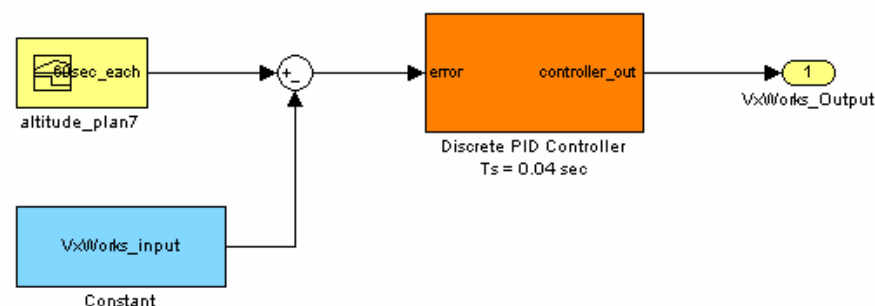 60sec_each
altitude_plan7
+
-
error
controller_out
Discrete PID Controller
Ts = 0.04 sec
1
VxWorks_Output
VxWorks_input
Constant